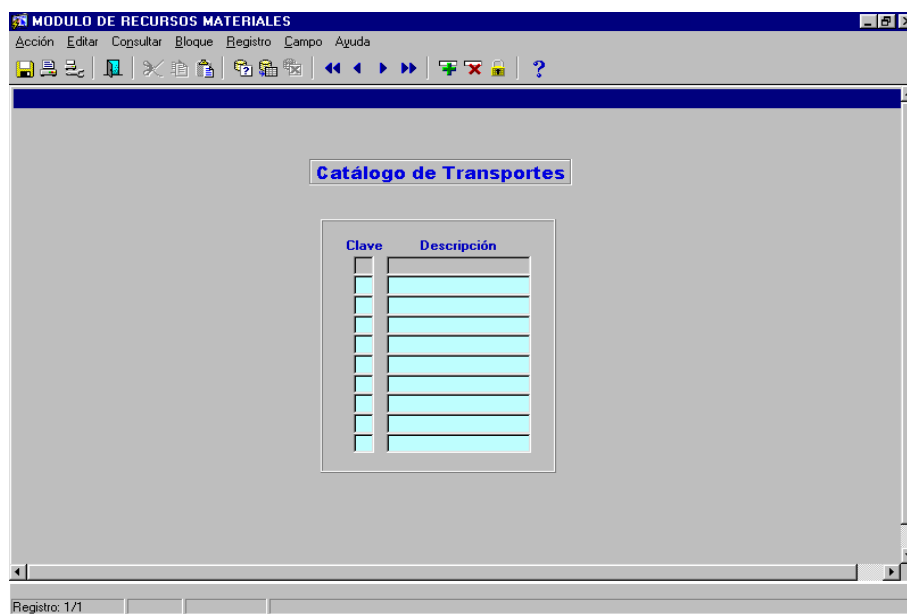 MODULO DE RECURSOS MATERIALES
Acción Editar Consultar Bloque Registro Campo Ayuda
Catálogo de Transportes
Clave Descripción
Registro: 1/1